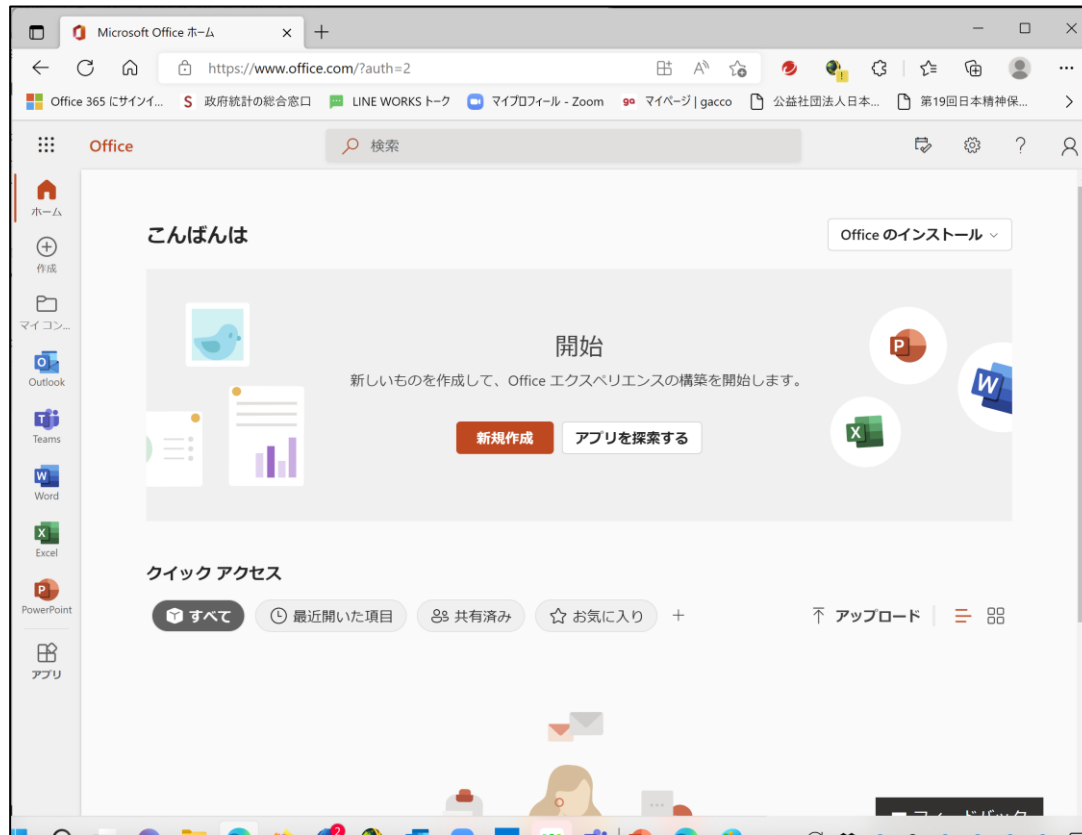 Microsoft Office ホーム
https://www.office.com/?auth=2
Office 365 にサインイ...
S 政府統計の総合窓口
LINE WORKS トーク
マイプロフィール - Zoom
ga マイページ | gacco
公益社団法人日本...
第19回日本精神保...
Office
検索
こんばんは
Office のインストール
ホーム
作成
マイ コン...
Outlook
Teams
Word
Excel
PowerPoint
アプリ
開始
新しいものを作成して、Office エクスペリエンスの構築を開始します。
新規作成
アプリを探索する
P
W
X
クイック アクセス
すべて
最近開いた項目
共有済み
お気に入り
アップロード
フィードバック
2